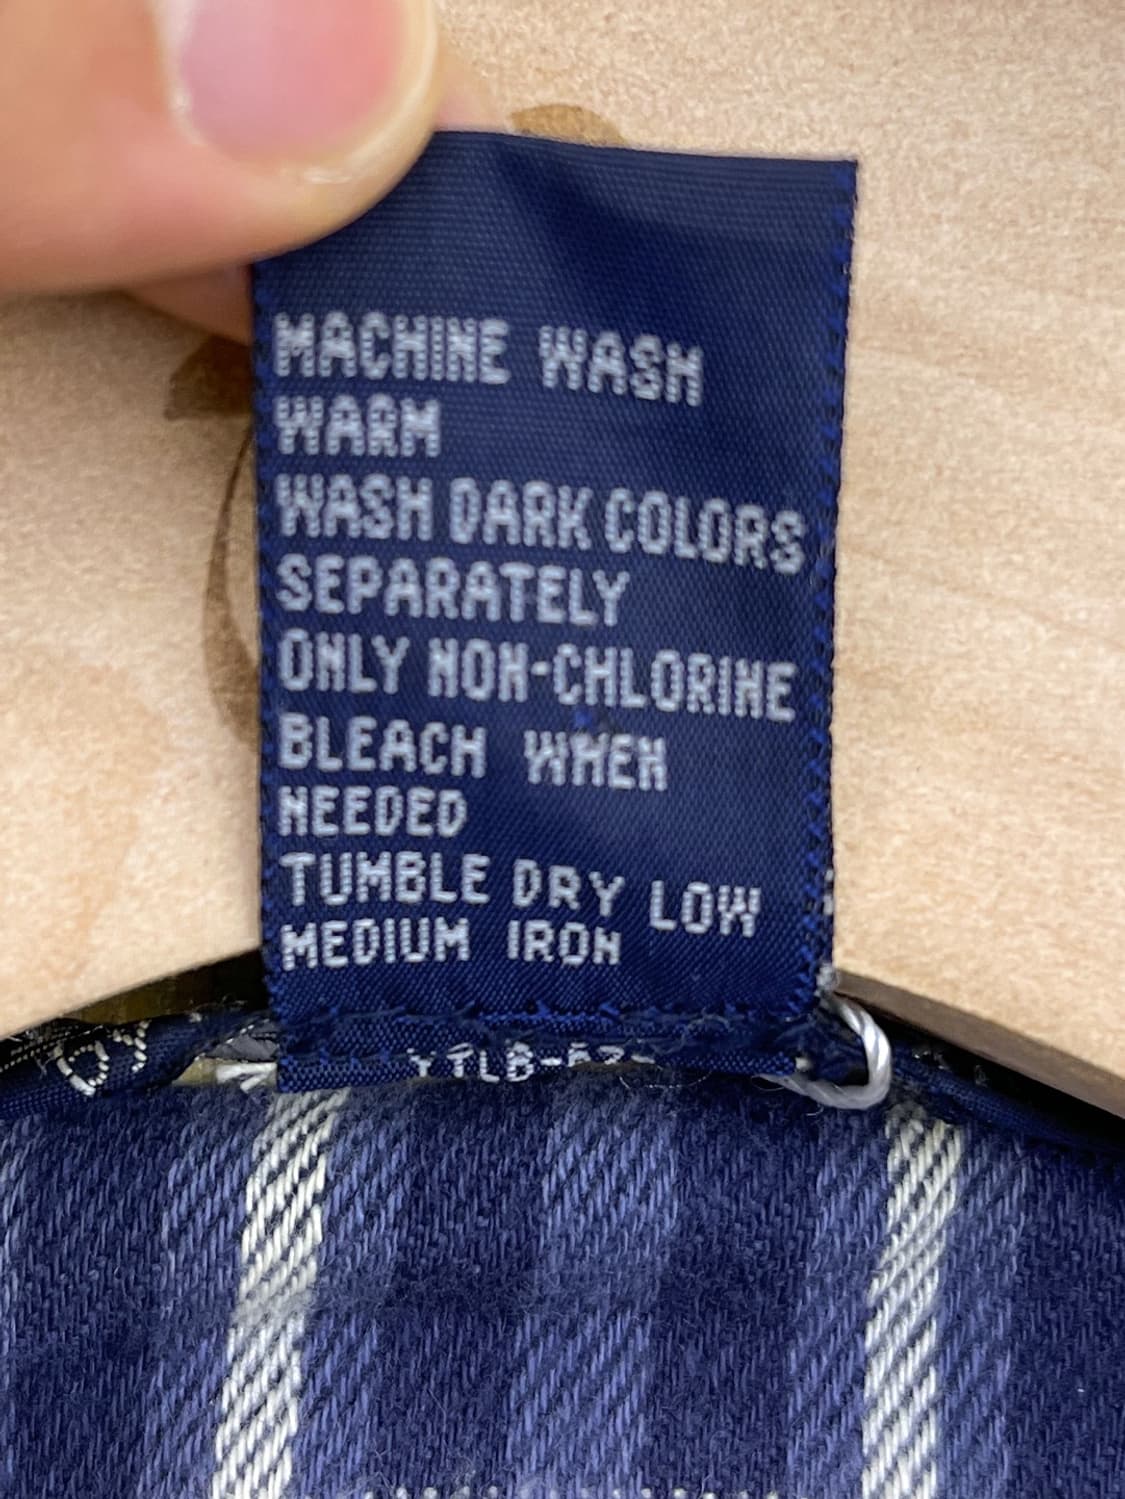 MACHINE WASH
WARM
WASH DARK COLORS
SEPARATELY
ONLY NON-CHLORINE
BLEACH WHEN
NEEDED
TUMBLE DRY LOW
MEDIUM IRON